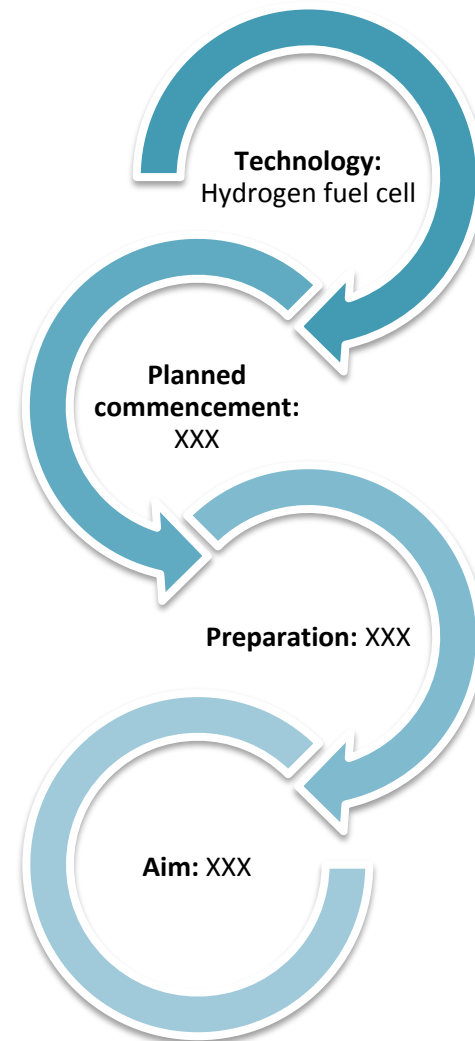 Technology:
Hydrogen fuel cell
Planned
commencement:
XXX
Preparation: XXX
Aim: XXX